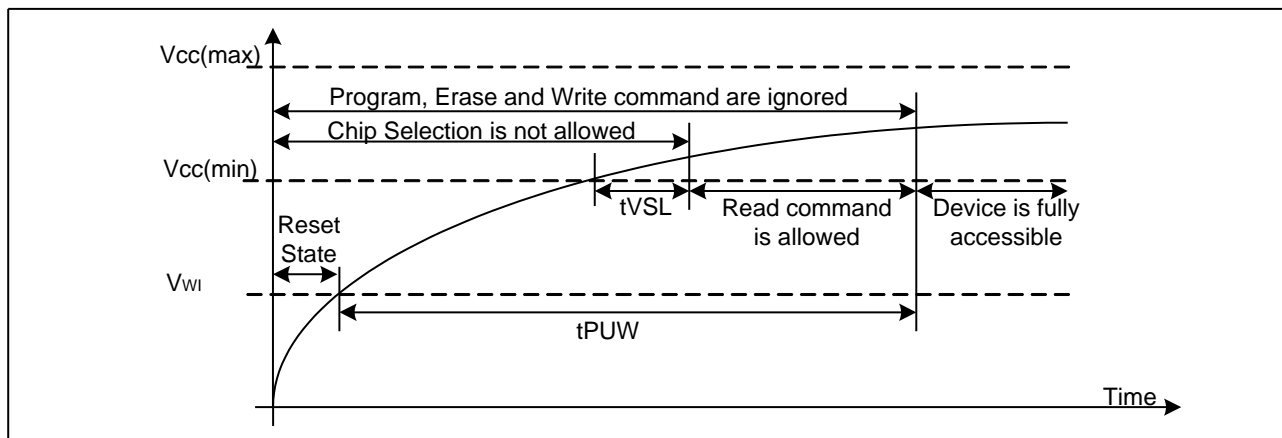 Vcc(max)
Program, Erase and Write command are ignored
Chip Selection is not allowed
Vcc(min)
tVSL
Read command
is allowed
Device is fully
accessible
Reset
State
VWI
tPUW
Time